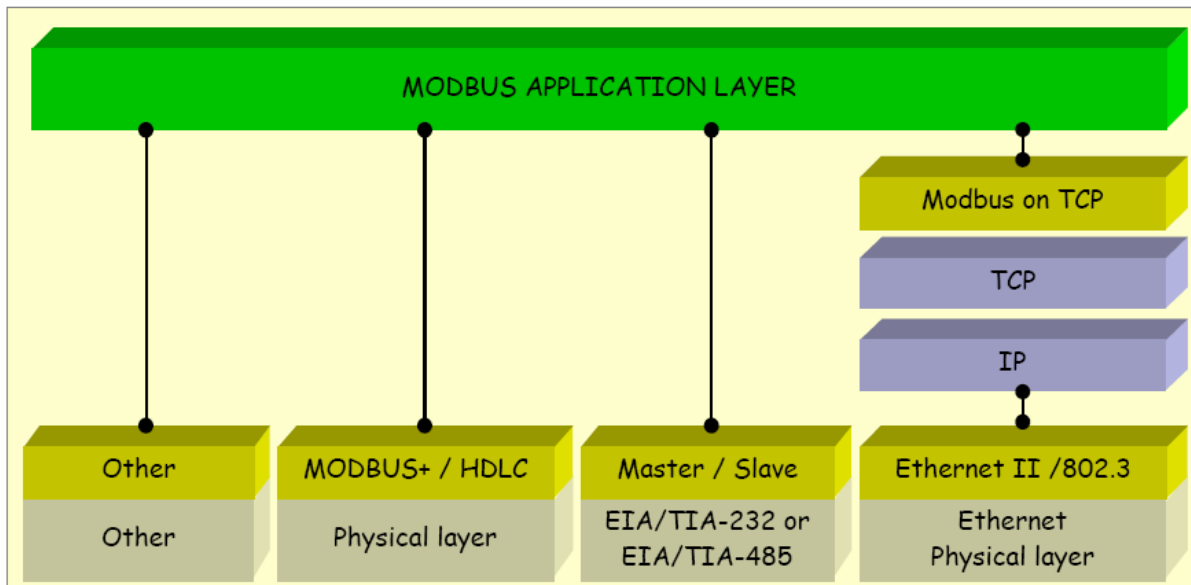 MODBUS APPLICATION LAYER
Modbus on TCP
TCP
IP
Other
MODBUS+ / HDLC
Master / Slave
Ethernet II /802.3
Other
Physical layer
EIA/TIA-232 or
EIA/TIA-485
Ethernet
Physical layer